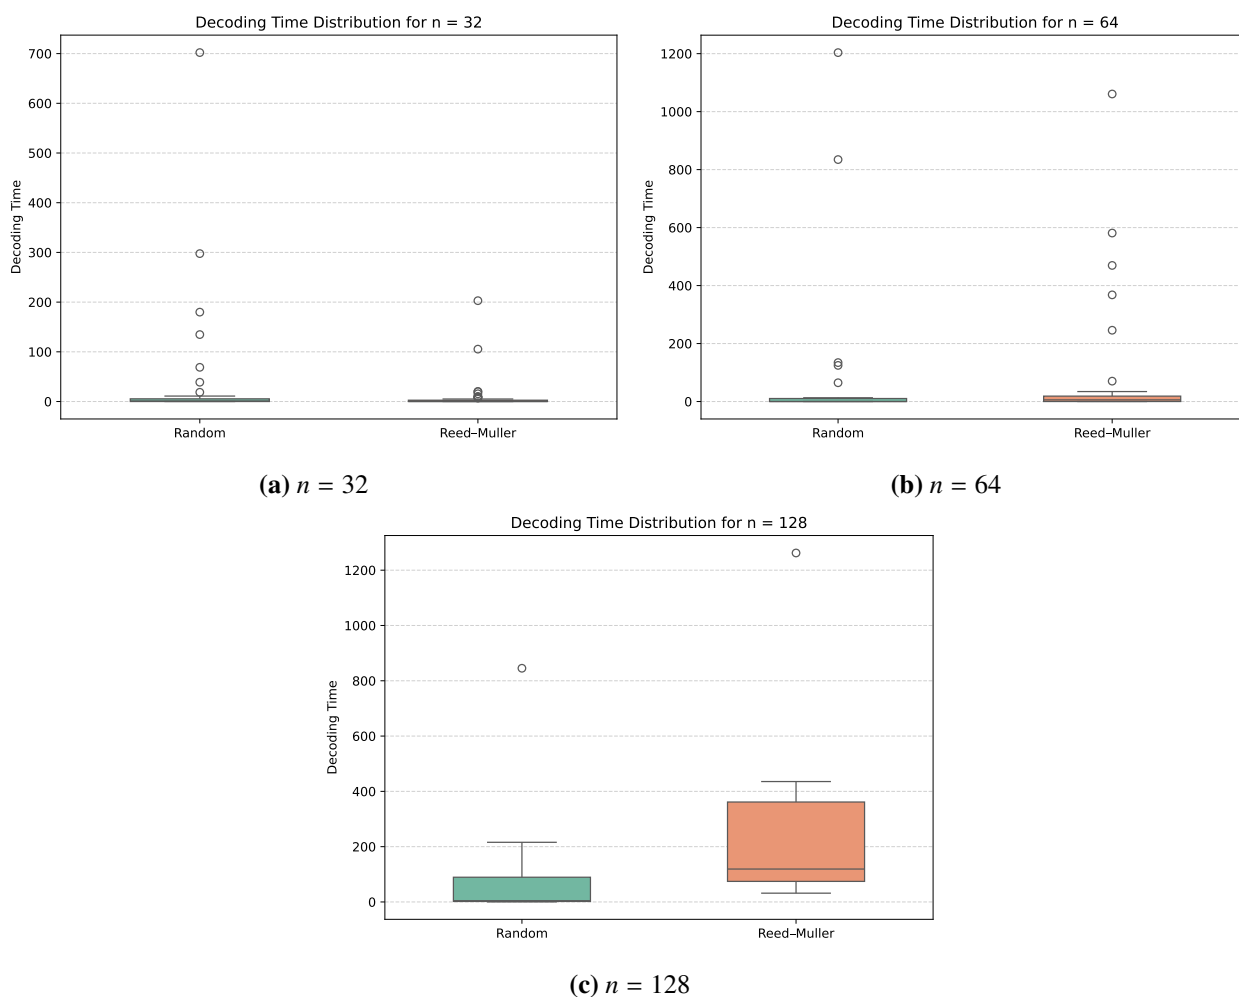 Decoding Time Distribution for n = 32
700
600
500
400
300
200
100
0
Decoding Time
Random
Reed–Muller
(a) n = 32
Decoding Time Distribution for n = 64
1200
1000
800
600
400
200
0
Decoding Time
Random
Reed–Muller
(b) n = 64
Decoding Time Distribution for n = 128
1200
1000
800
600
400
200
0
Decoding Time
Random
Reed–Muller
(c) n = 128